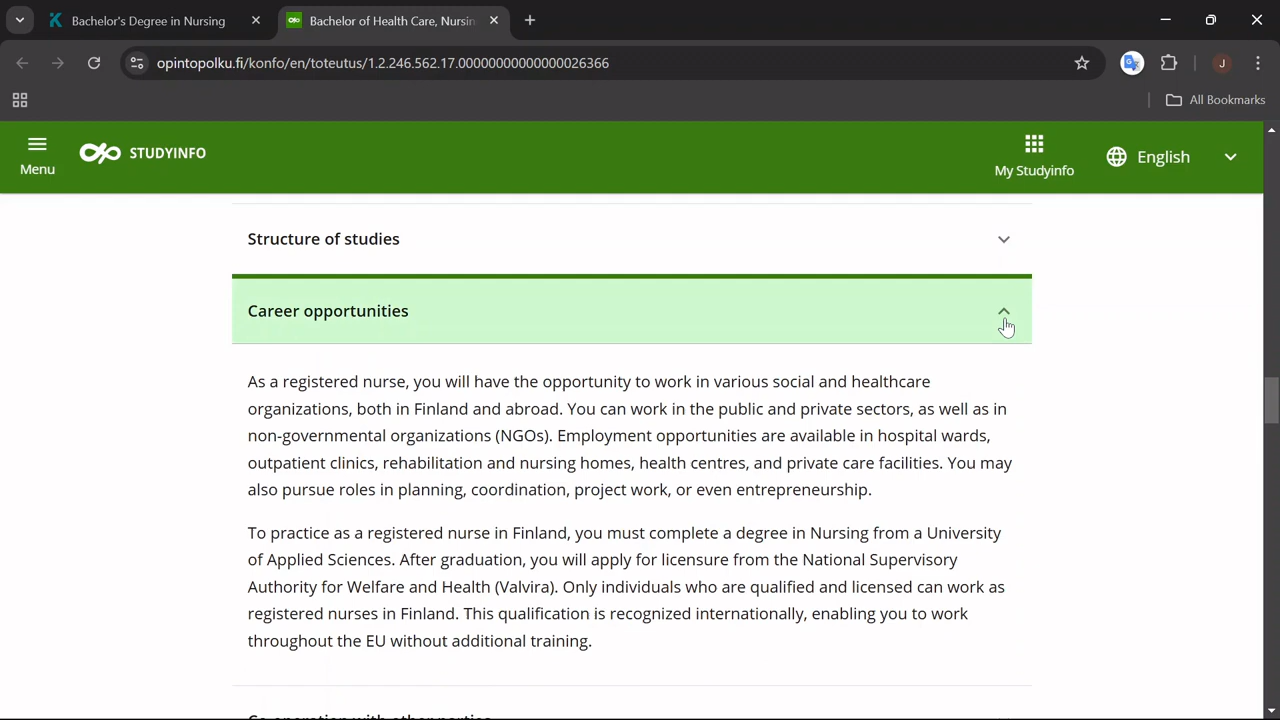 Bachelor's Degree in Nursing
Bachelor of Health Care, Nursin
opintopolku.fi/konfo/en/toteutus/1.2.246.562.17.00000000000000026366
J
All Bookmarks
Menu
STUDYINFO
My Studyinfo
English
Structure of studies
Career opportunities
As a registered nurse, you will have the opportunity to work in various social and healthcare
organizations, both in Finland and abroad. You can work in the public and private sectors, as well as in
non-governmental organizations (NGOs). Employment opportunities are available in hospital wards,
outpatient clinics, rehabilitation and nursing homes, health centres, and private care facilities. You may
also pursue roles in planning, coordination, project work, or even entrepreneurship.
To practice as a registered nurse in Finland, you must complete a degree in Nursing from a University
of Applied Sciences. After graduation, you will apply for licensure from the National Supervisory
Authority for Welfare and Health (Valvira). Only individuals who are qualified and licensed can work as
registered nurses in Finland. This qualification is recognized internationally, enabling you to work
throughout the EU without additional training.
Co-operation with other parties